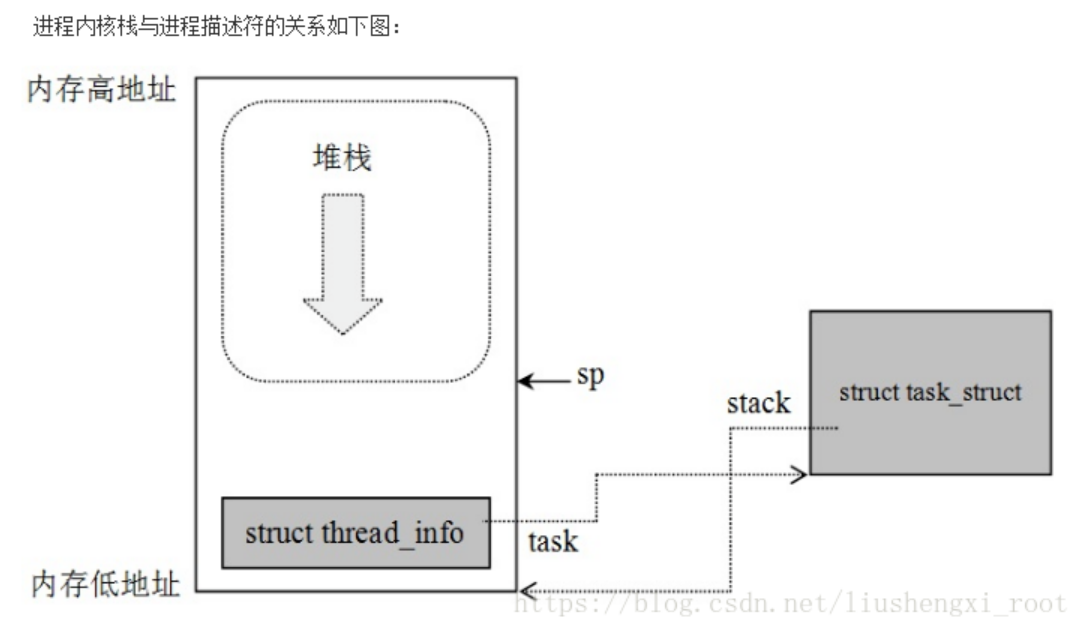 进程内核栈与进程描述符的关系如下图：
内存高地址
堆栈
sp
stack
struct task_struct
struct thread_info
task
内存低地址
https://blog.csdn.net/liushengxi_root